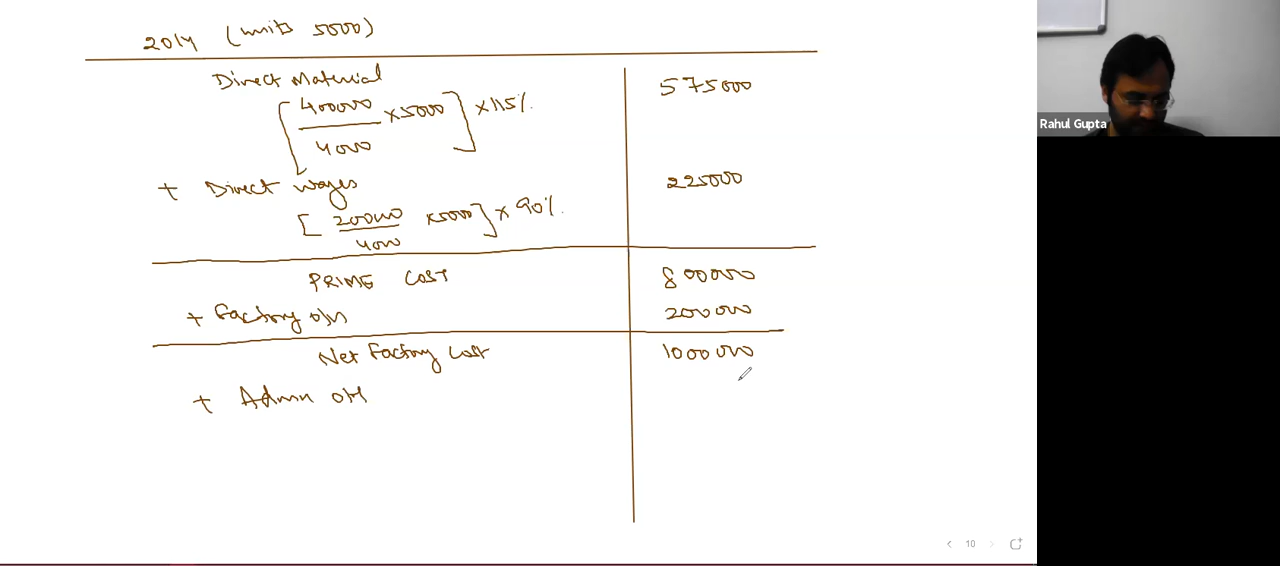 2014 (units 5000)
Direct Material 575000
[400000/4000 x 5000] x 115%
+ Direct wages 225000
[200000/4000 x 5000] x 90%.
PRIME COST 800000
+ Factory o/H 200000
Net Factory Cost 1000000
+ Admn OH
Rahul Gupta
10